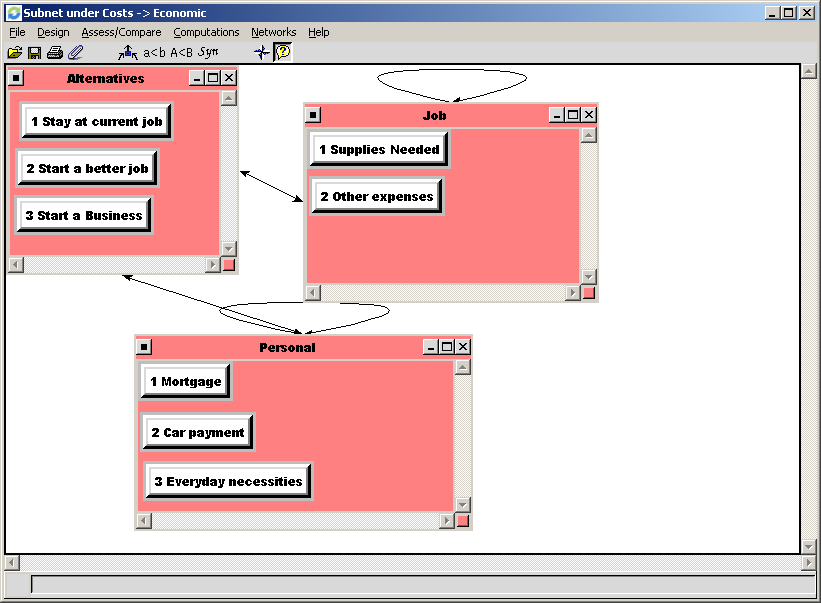 Subnet under Costs -> Economic
File Design Assess/Compare Computations Networks Help
a<b A<B Syn
Alternatives
1 Stay at current job
2 Start a better job
3 Start a Business
Job
1 Supplies Needed
2 Other expenses
Personal
1 Mortgage
2 Car payment
3 Everyday necessities